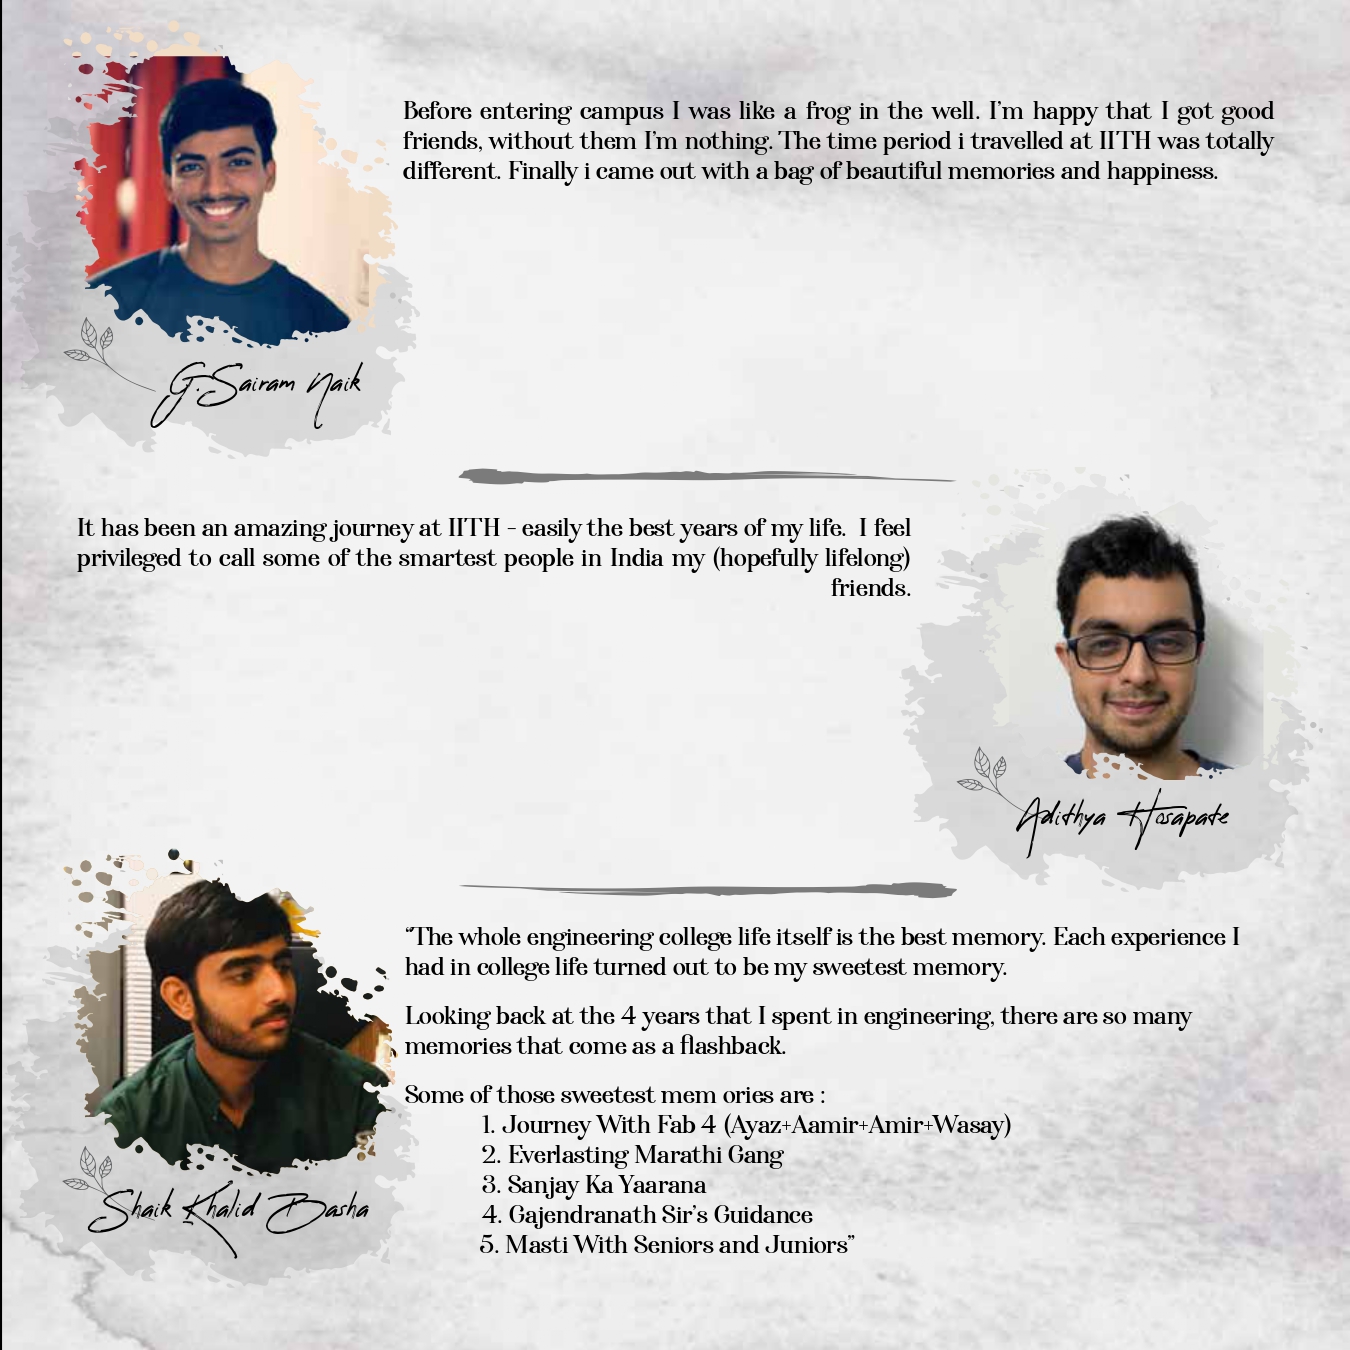 Before entering campus I was like a frog in the well. I'm happy that I got good
friends, without them I'm nothing. The time period i travelled at IITH was totally
different. Finally i came out with a bag of beautiful memories and happiness.
G. Sairam Naik
It has been an amazing journey at IITH - easily the best years of my life. I feel
privileged to call some of the smartest people in India my (hopefully lifelong)
friends.
Adithya Hosapate
“The whole engineering college life itself is the best memory. Each experience I
had in college life turned out to be my sweetest memory.
Looking back at the 4 years that I spent in engineering, there are so many
memories that come as a flashback.
Some of those sweetest mem ories are :
1. Journey With Fab 4 (Ayaz+Aamir+Amir+Wasay)
2. Everlasting Marathi Gang
3. Sanjay Ka Yaarana
4. Gajendranath Sir's Guidance
5. Masti With Seniors and Juniors”
Shaik Khalid Basha